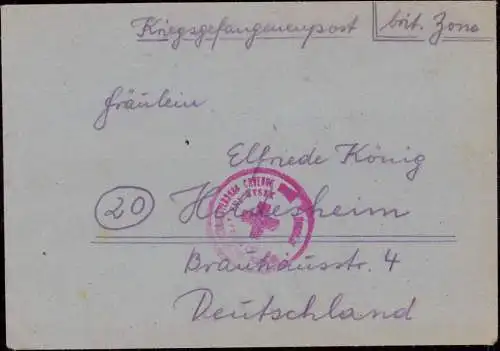 Kriegsgefangenenpost
brit. Zone
Fräulein
Elfriede König
20
Hildesheim
Brauhausstr. 4
Deutschland